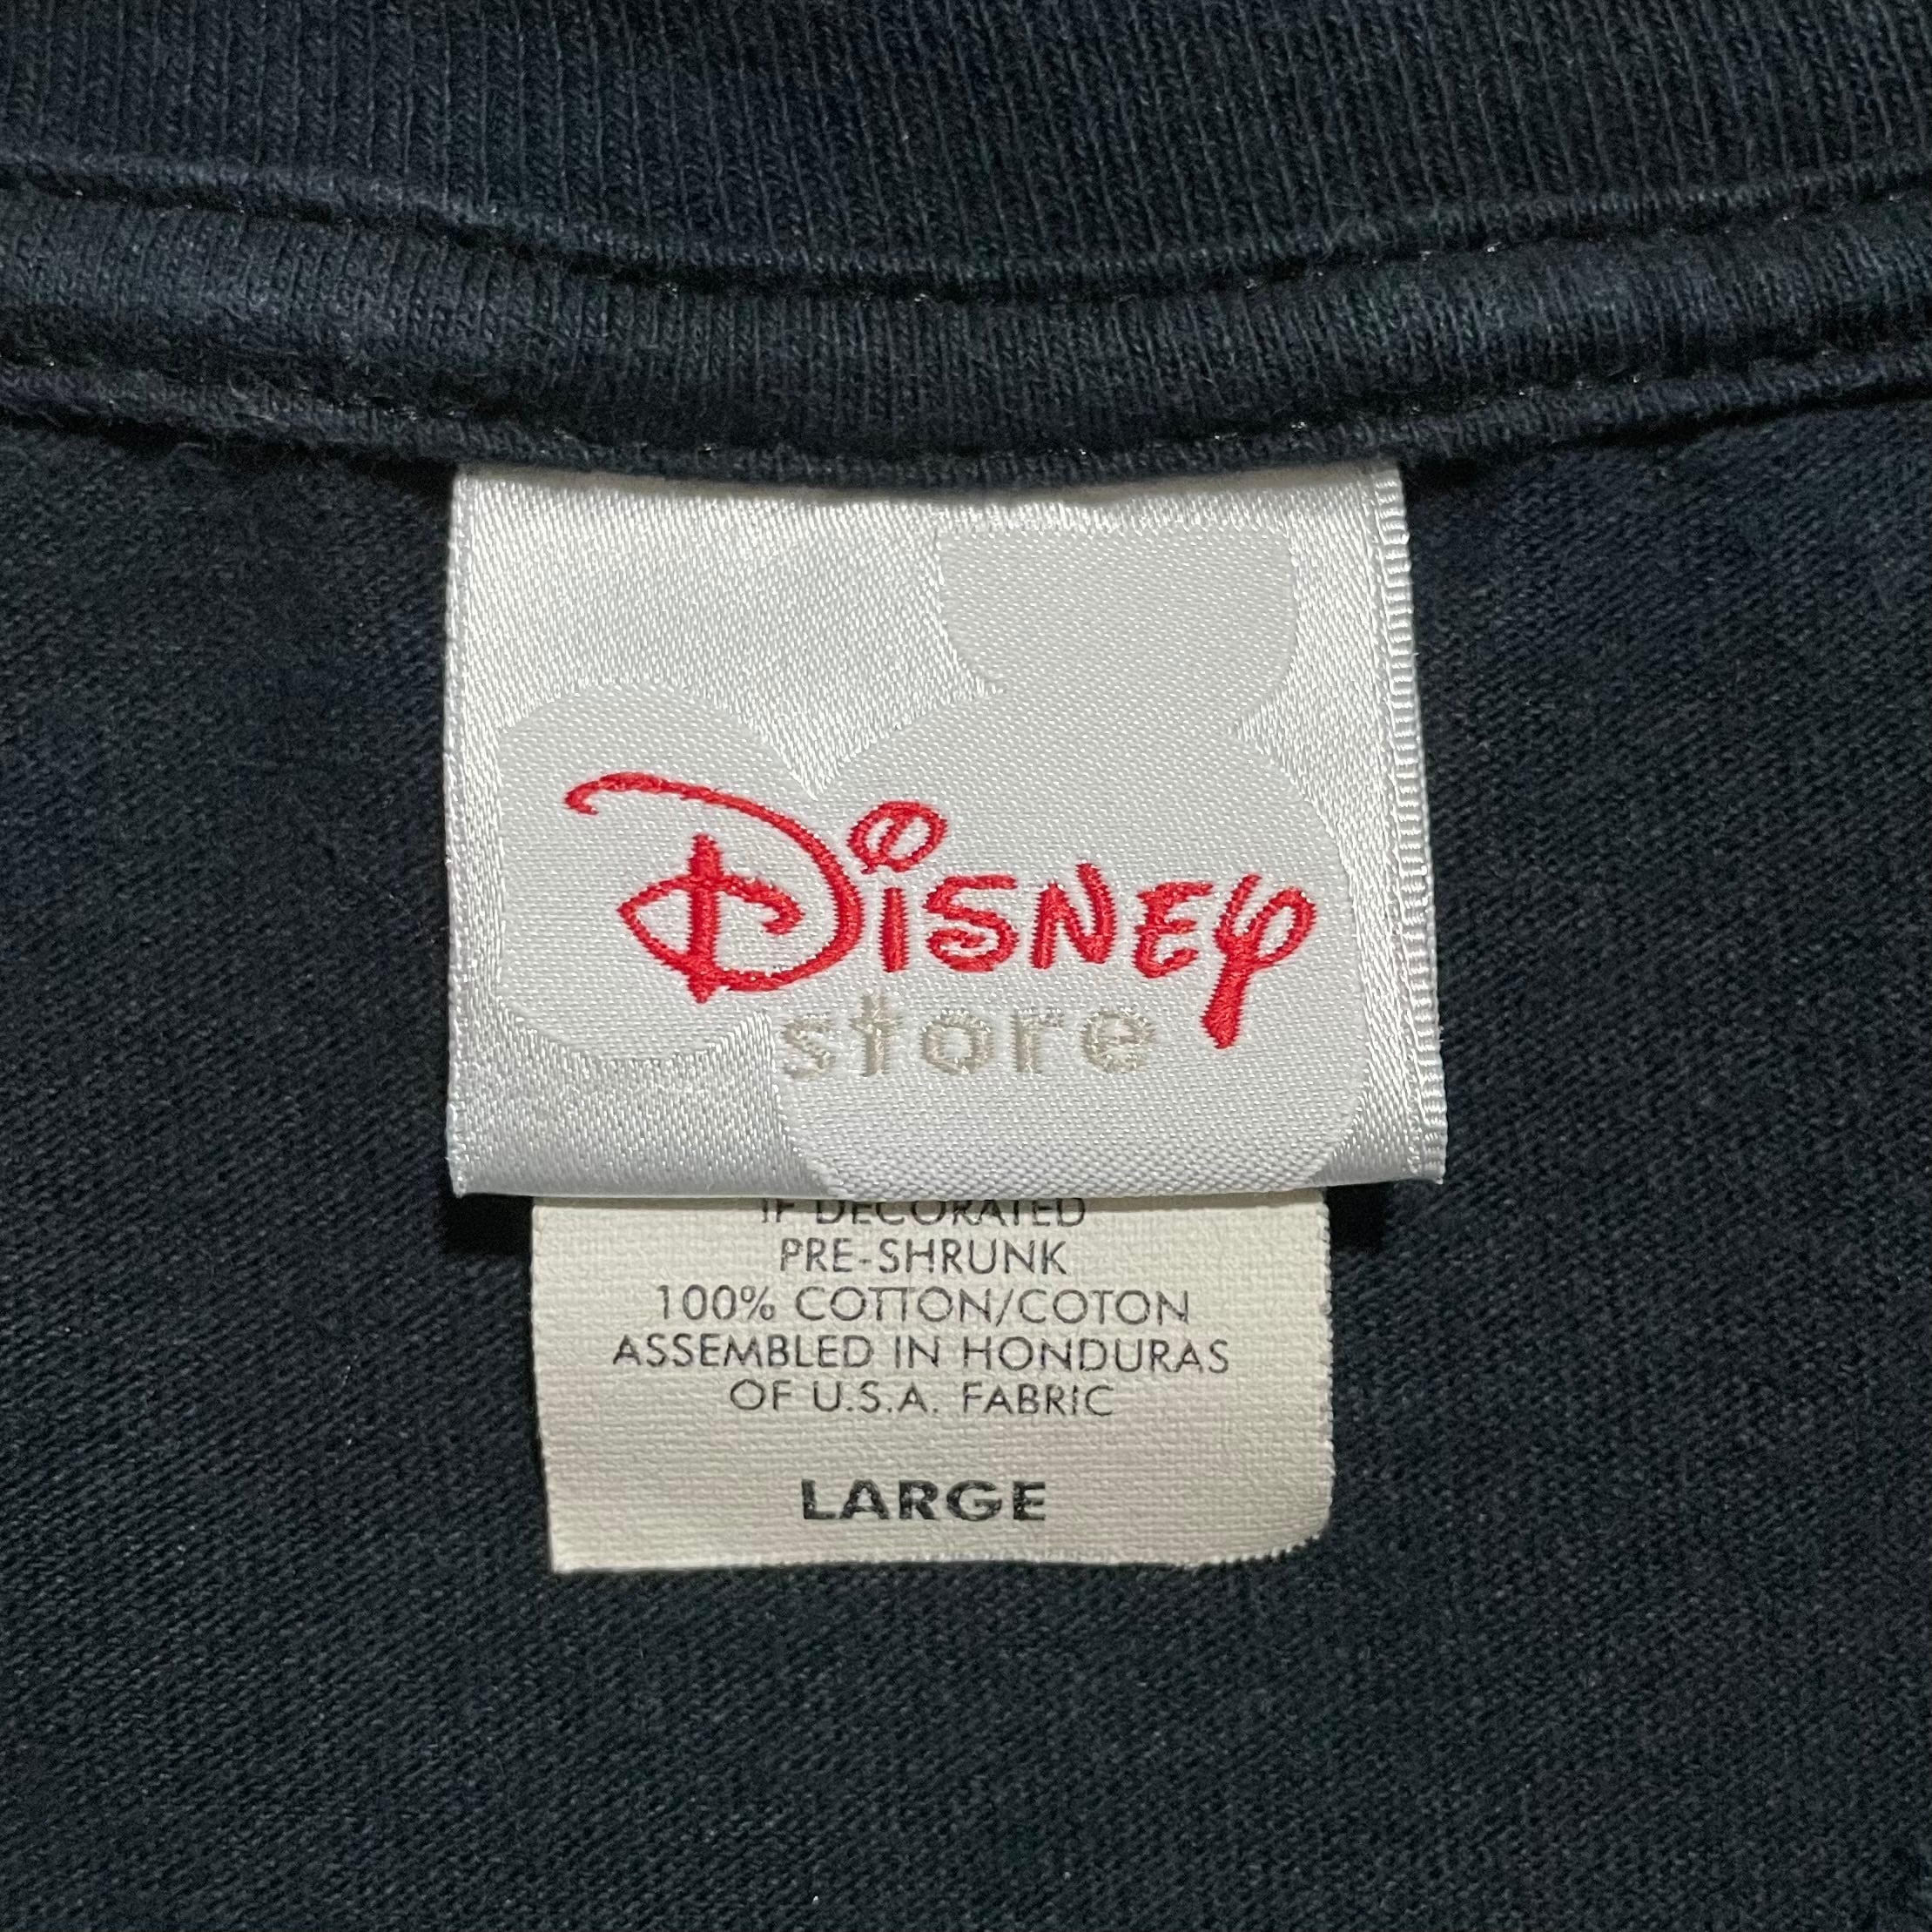 Disney
store
IF DECORATED
PRE-SHRUNK
100% COTTON/COTON
ASSEMBLED IN HONDURAS
OF U.S.A. FABRIC
LARGE